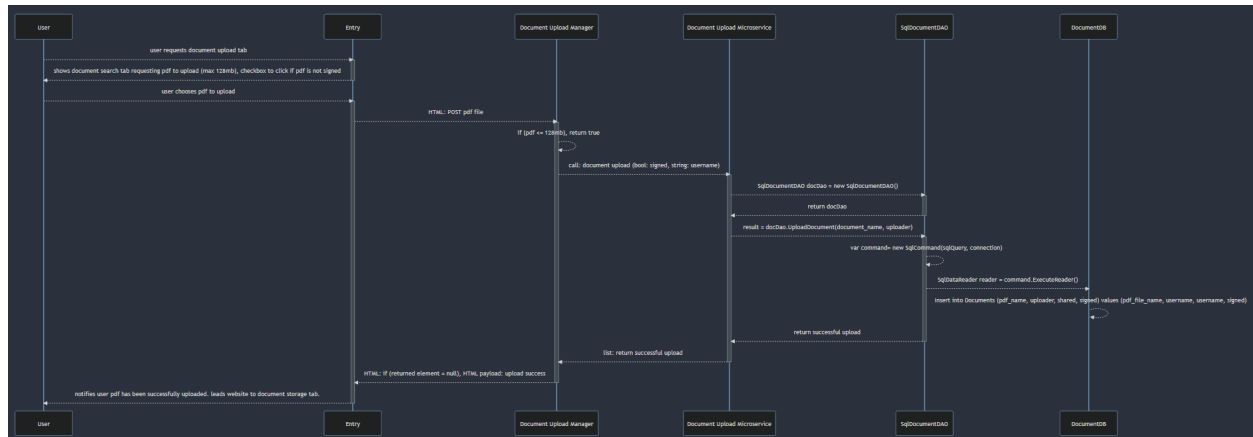 User Entry Document Upload Manager Document Upload Microservice SqlDocumentDAO DocumentDB
user requests document upload tab
shows document search tab requesting pdf to upload (max 128mb), checkbox to click if pdf is not signed
user chooses pdf to upload
HTML: POST pdf file
if (pdf <= 128mb), return true
call: document upload (bool: signed, string: username)
SqlDocumentDAO docDao = new SqlDocumentDAO()
return docDao
result = docDao.UploadDocument(document_name, uploader)
var command= new SqlCommand(sqlQuery, connection)
SqlDataReader reader = command.ExecuteReader()
insert into Documents (pdf_name, uploader, shared, signed) values (pdf_file_name, username, username, signed)
return successful upload
list: return successful upload
HTML: if (returned element = null), HTML payload: upload success
notifies user pdf has been successfully uploaded. leads website to document storage tab.
User Entry Document Upload Manager Document Upload Microservice SqlDocumentDAO DocumentDB